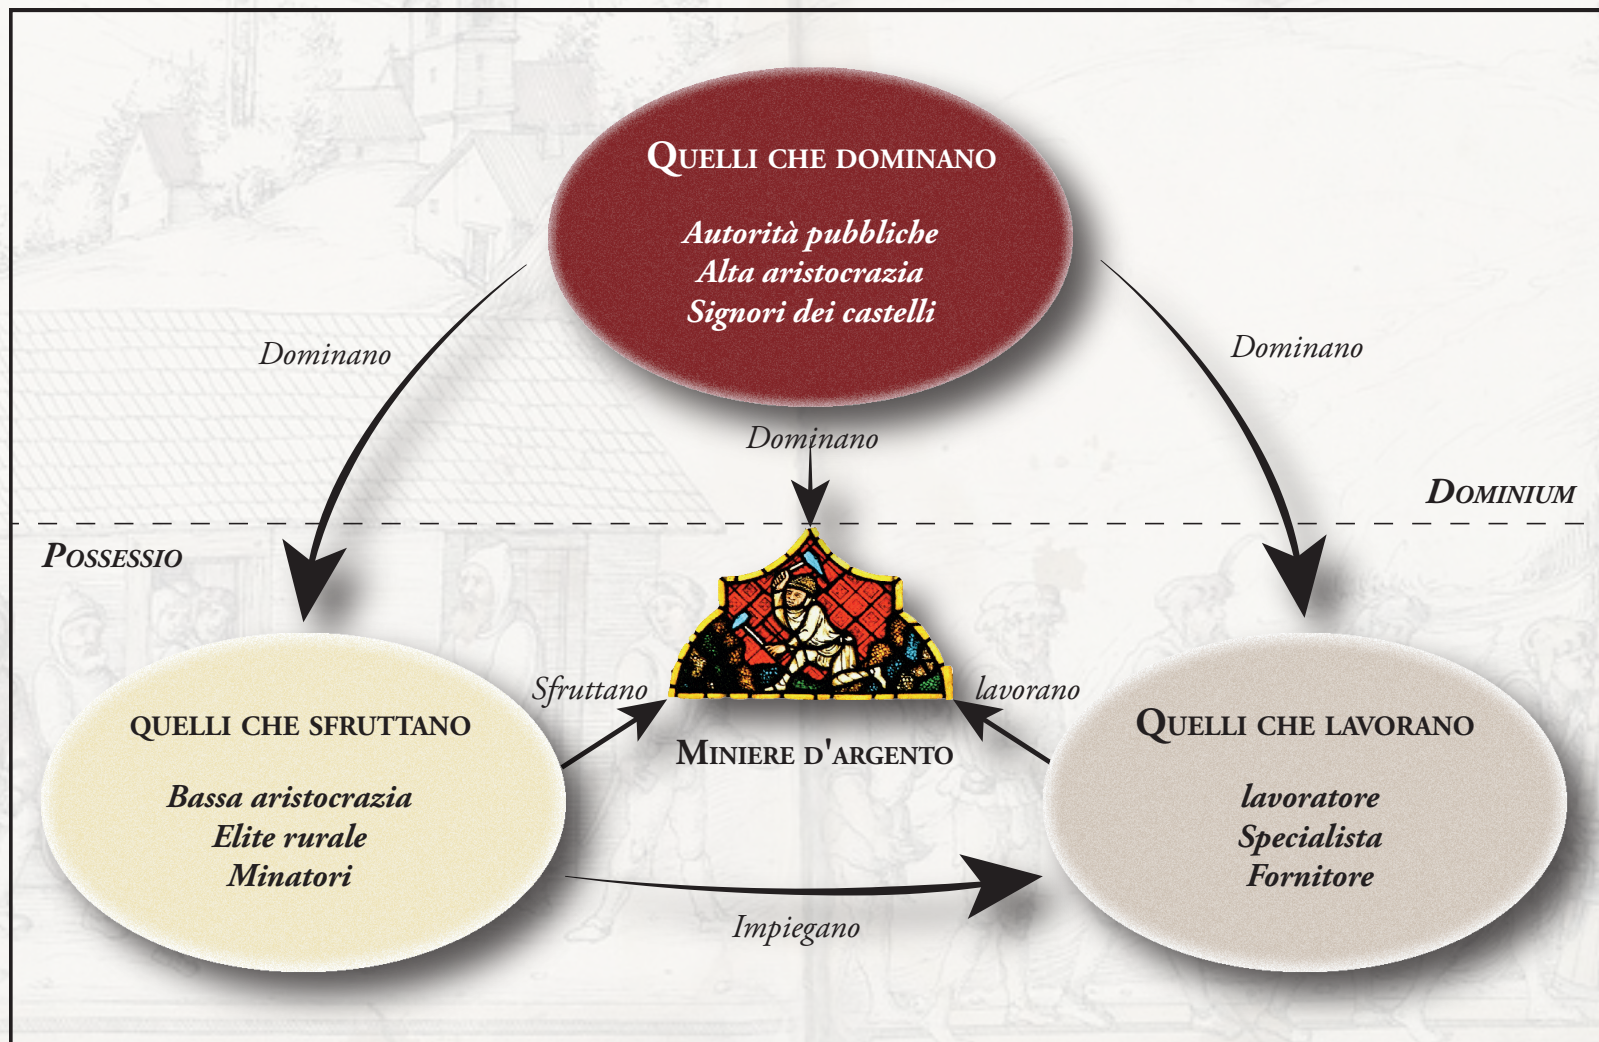 Quelli che dominano
Autorità pubbliche
Alta aristocrazia
Signori dei castelli
Dominano
Dominano
Dominano
Dominium
Possessio
Sfruttano
lavorano
Miniere d'argento
quelli che sfruttano
Bassa aristocrazia
Elite rurale
Minatori
Quelli che lavorano
lavoratore
Specialista
Fornitore
Impiegano